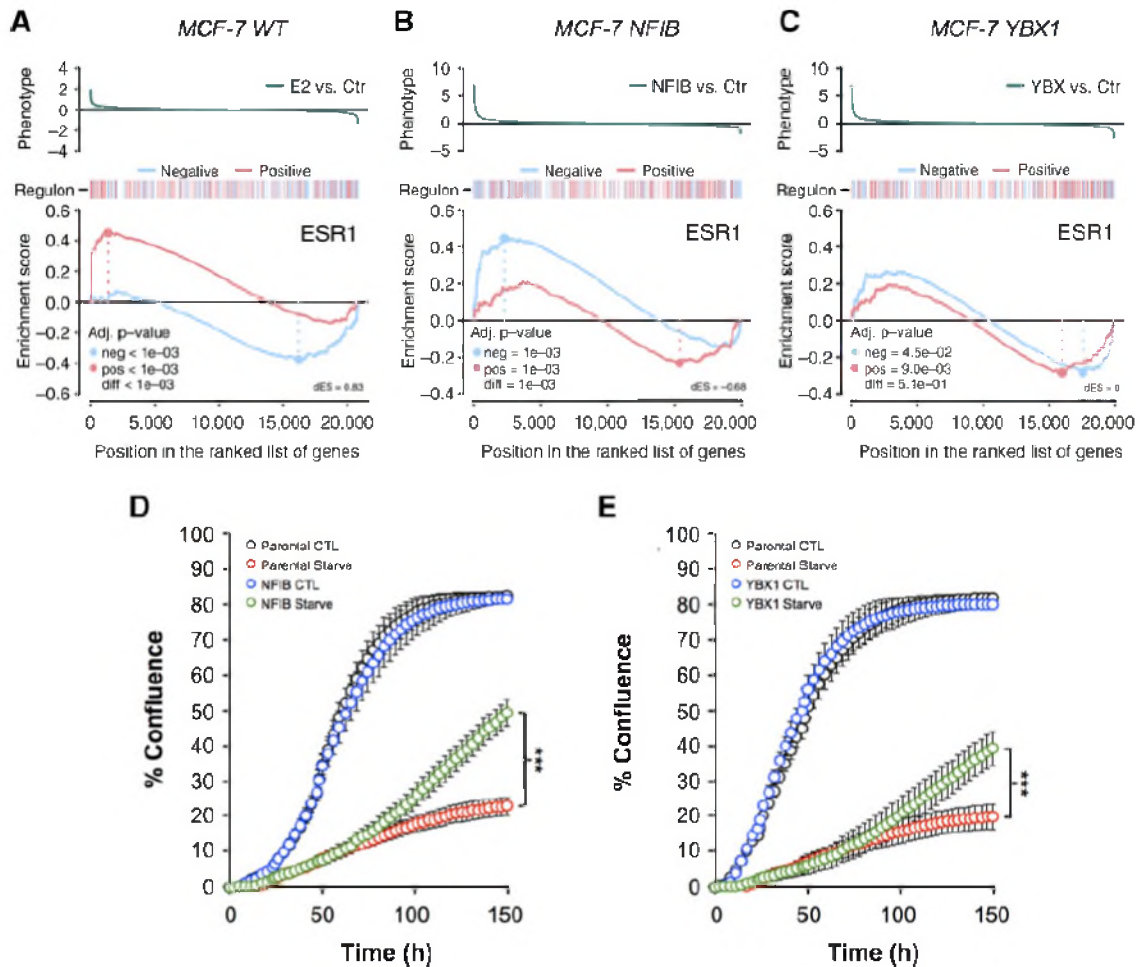 A
MCF-7 WT
Phenotype
4
2
0
−2
−4
E2 vs. Ctr
Negative
Positive
Regulon
Enrichment score
0.6
0.4
0.2
0.0
−0.2
−0.4
−0.6
ESR1
Adj. p−value
neg < 1e−03
pos < 1e−03
diff < 1e−03
dES = 0.83
0
5,000
10,000
15,000
20,000
Position in the ranked list of genes
B
MCF-7 NFIB
Phenotype
10
5
0
−5
NFIB vs. Ctr
Negative
Positive
Regulon
Enrichment score
0.6
0.4
0.2
0.0
−0.2
−0.4
ESR1
Adj. p−value
neg = 1e−03
pos = 1e−03
diff = 1e−03
dES = −0.68
0
5,000
10,000
15,000
20,000
Position in the ranked list of genes
C
MCF-7 YBX1
Phenotype
10
5
0
−5
YBX vs. Ctr
Negative
Positive
Regulon
Enrichment score
0.6
0.4
0.2
0.0
−0.2
−0.4
ESR1
Adj. p−value
neg = 4.5e−02
pos = 9.0e−03
diff = 5.1e−01
dES = 0
0
5,000
10,000
15,000
20,000
Position in the ranked list of genes
D
% Confluence
100
90
80
70
60
50
40
30
20
10
0
Parental CTL
Parental Starve
NFIB CTL
NFIB Starve
***
0
50
100
150
Time (h)
E
% Confluence
100
90
80
70
60
50
40
30
20
10
0
Parental CTL
Parental Starve
YBX1 CTL
YBX1 Starve
***
0
50
100
150
Time (h)